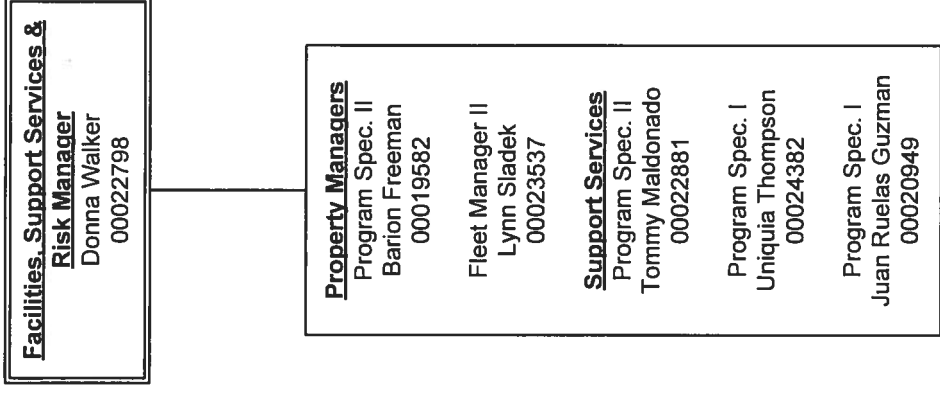 Facilities, Support Services &
Risk Manager
Donna Walker
00022798
Property Managers
Program Spec. II
Barion Freeman
00019582
Fleet Manager II
Lynn Sladek
00023537
Support Services
Program Spec. II
Tommy Maldonado
00022881
Program Spec. I
Uniquia Thompson
00024382
Program Spec. I
Juan Ruelas Guzman
00020949